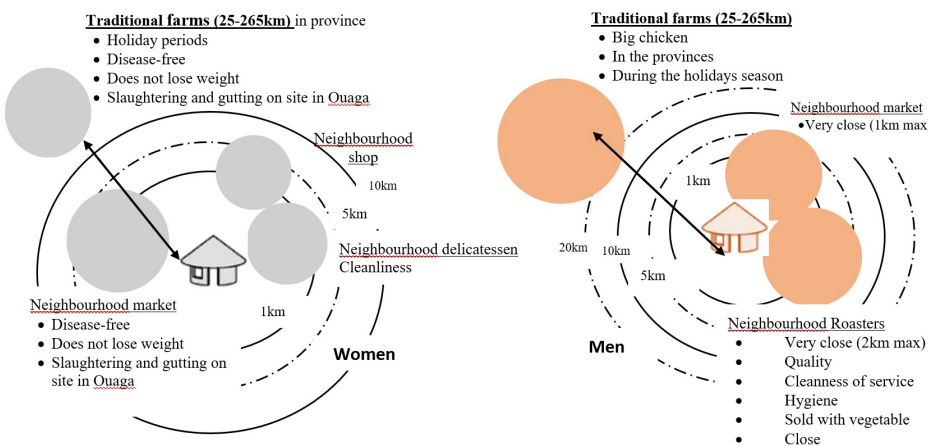 Traditional farms (25-265km) in province
• Holiday periods
• Disease-free
• Does not lose weight
• Slaughtering and gutting on site in Ouaga
Neighbourhood
shop
10km
5km
Neighbourhood delicatessen
Cleanliness
1km
Neighbourhood market
• Disease-free
• Does not lose weight
• Slaughtering and gutting on
site in Ouaga
Women
Traditional farms (25-265km)
• Big chicken
• In the provinces
• During the holidays season
Neighbourhood market
•Very close (1km max
1km
20km
10km
5km
Men
Neighbourhood Roasters
• Very close (2km max)
• Quality
• Cleanness of service
• Hygiene
• Sold with vegetable
• Close